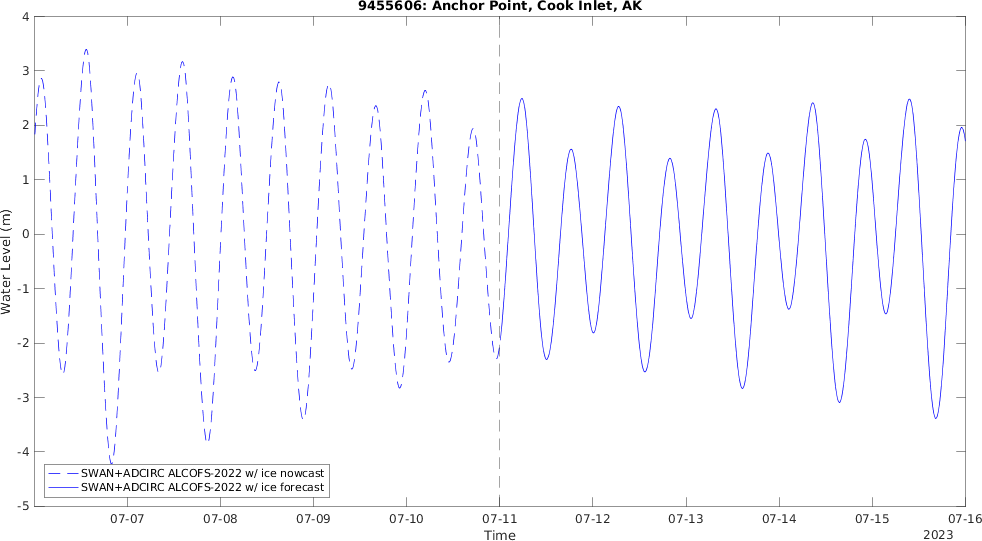 9455606: Anchor Point, Cook Inlet, AK
4
3
2
1
0
-1
-2
-3
-4
-5
Water Level (m)
SWAN+ADCIRC ALCOFS-2022 w/ ice nowcast
SWAN+ADCIRC ALCOFS-2022 w/ ice forecast
07-07 07-08 07-09 07-10 07-11 07-12 07-13 07-14 07-15 07-16
Time
2023